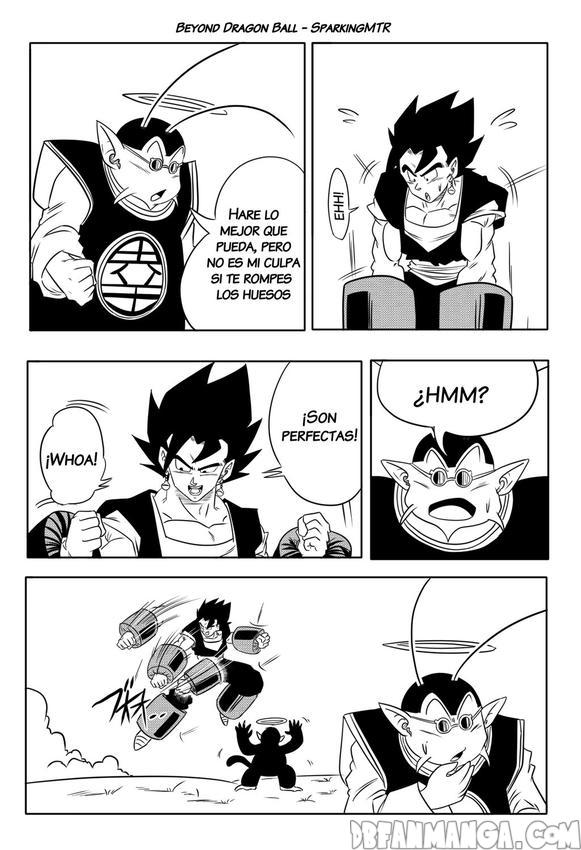 BEYOND DRAGON BALL - SPARKINGMTR
HARE LO
MEJOR QUE
PUEDA, PERO
NO ES MI CULPA
SI TE ROMPES
LOS HUESOS
EHH!
¡WHOA!
¡SON
PERFECTAS!
¿HMM?
DBFANMANGA.COM